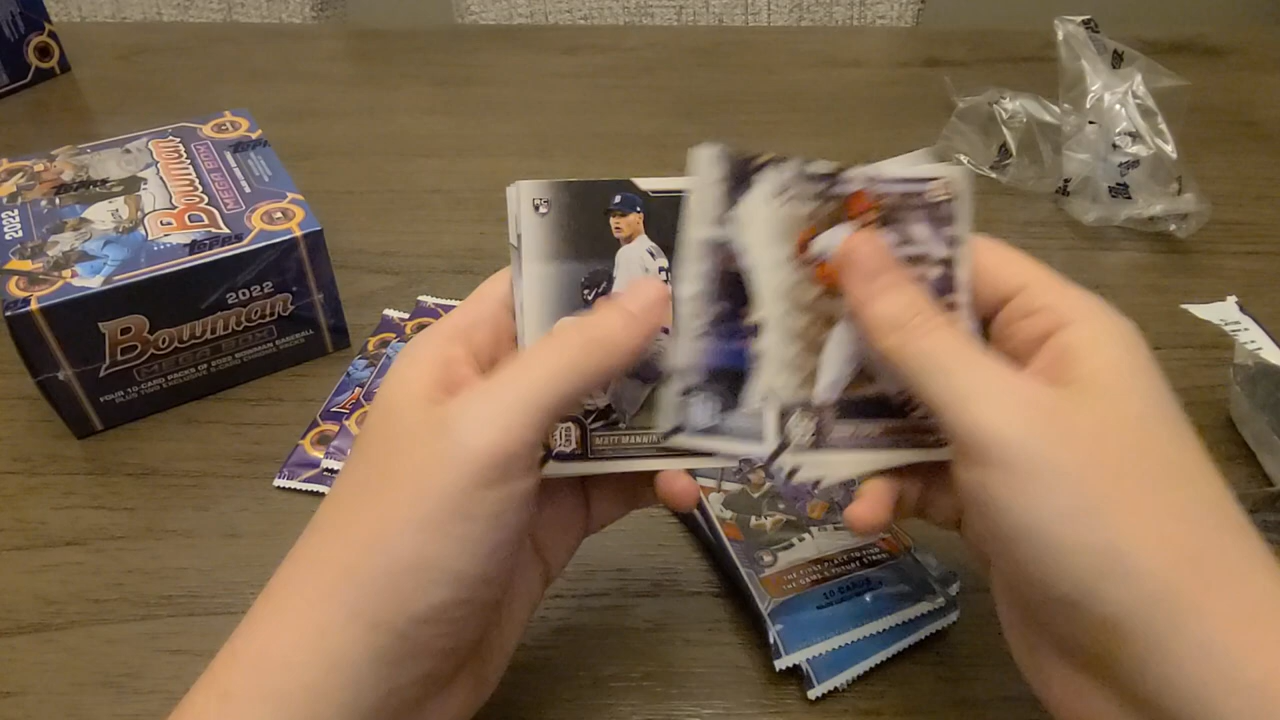 2022
Bowman
MEGA BOX
Topps
Topps
2022
Bowman
MEGA BOX
FOUR 10-CARD PACKS OF 2022 BOWMAN BASEBALL
PLUS TWO EXCLUSIVE 5-CARD CHROME PACKS
RC
MATT MANNING
THE FIRST PLACE TO FIND
THE GAME'S FUTURE STARS!
10 CARDS